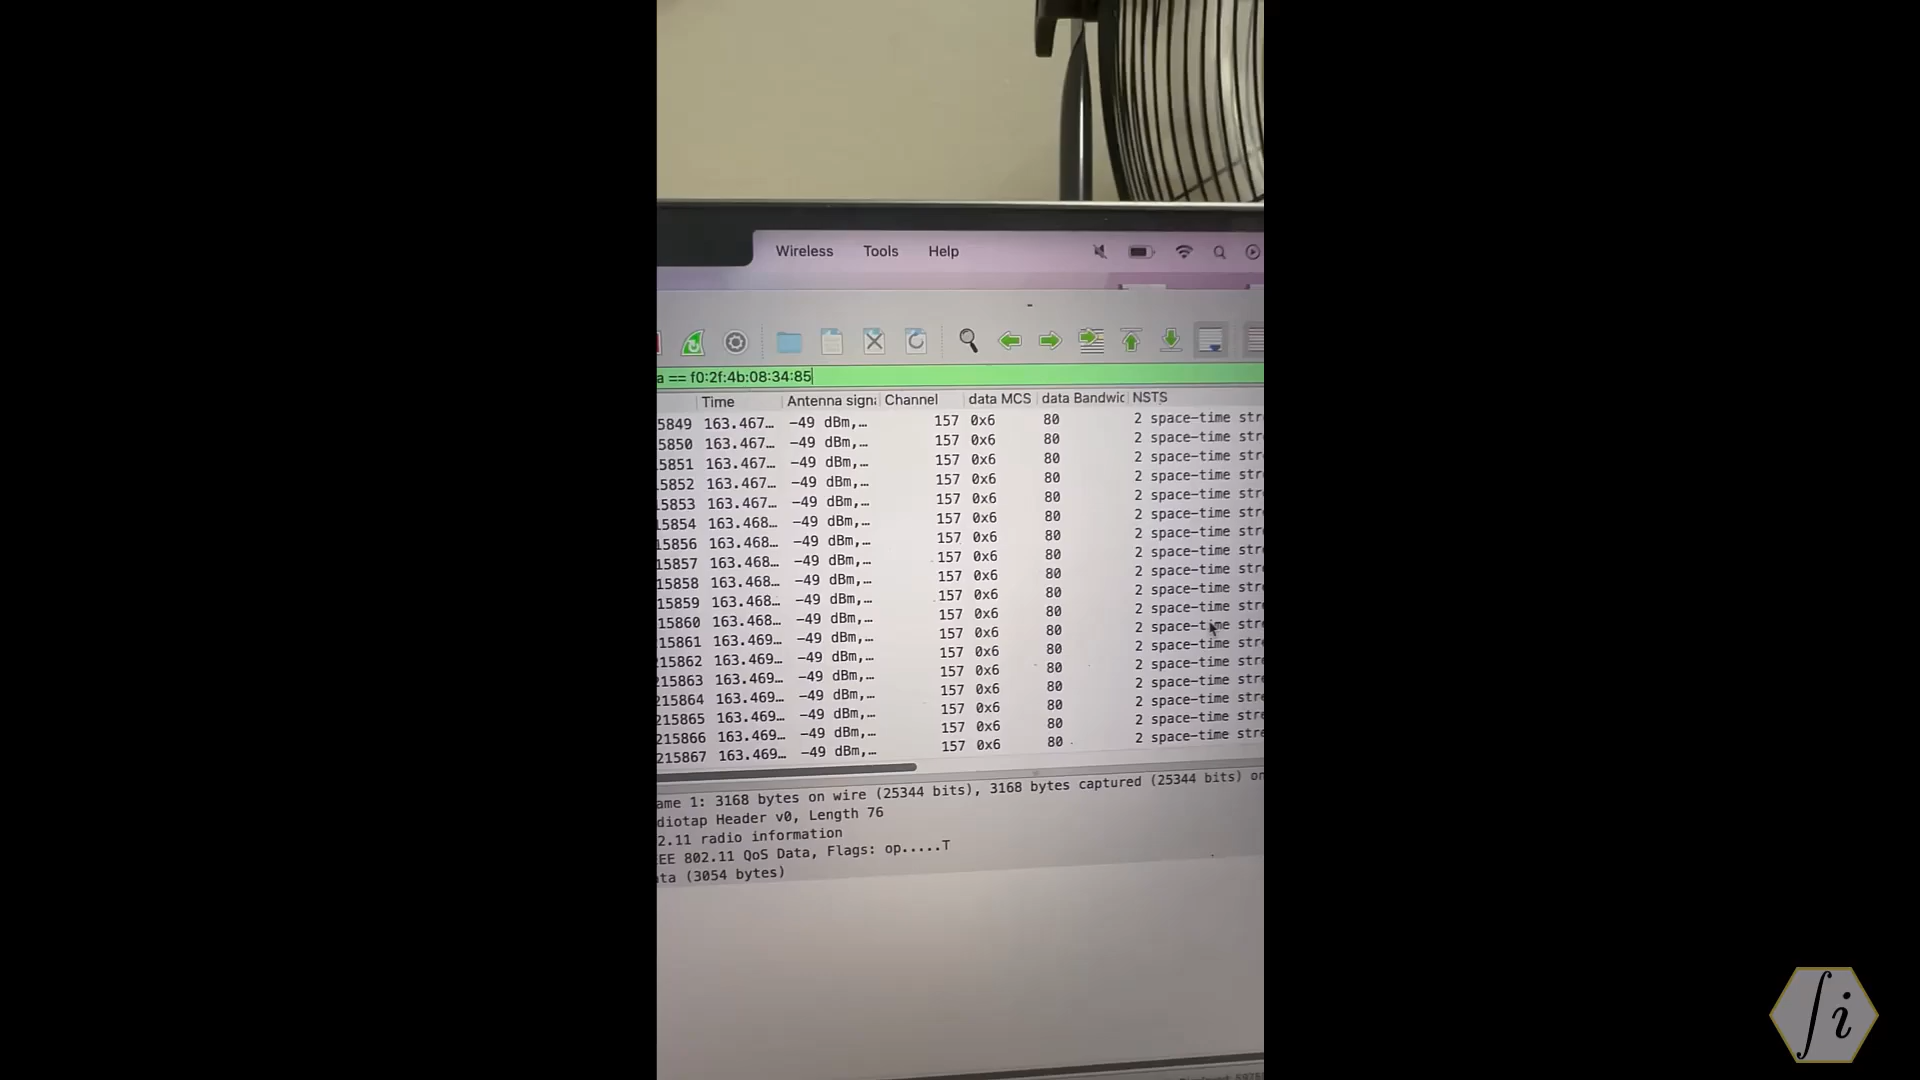 Wireless Tools Help
-
a == f0:2f:4b:08:34:85
Time Antenna signa Channel data MCS data Bandwic NSTS
5849 163.467… -49 dBm,… 157 0x6 80 2 space-time str
5850 163.467… -49 dBm,… 157 0x6 80 2 space-time str
5851 163.467… -49 dBm,… 157 0x6 80 2 space-time str
5852 163.467… -49 dBm,… 157 0x6 80 2 space-time str
5853 163.467… -49 dBm,… 157 0x6 80 2 space-time str
15854 163.468… -49 dBm,… 157 0x6 80 2 space-time str
15856 163.468… -49 dBm,… 157 0x6 80 2 space-time str
15857 163.468… -49 dBm,… 157 0x6 80 2 space-time str
15858 163.468… -49 dBm,… 157 0x6 80 2 space-time str
15859 163.468… -49 dBm,… 157 0x6 80 2 space-time str
15860 163.468… -49 dBm,… 157 0x6 80 2 space-time str
15861 163.469… -49 dBm,… 157 0x6 80 2 space-time str
215862 163.469… -49 dBm,… 157 0x6 80 2 space-time stre
215863 163.469… -49 dBm,… 157 0x6 80 2 space-time stre
215864 163.469… -49 dBm,… 157 0x6 80 2 space-time stre
215865 163.469… -49 dBm,… 157 0x6 80 2 space-time stre
215866 163.469… -49 dBm,… 157 0x6 80 2 space-time stre
215867 163.469… -49 dBm,… 157 0x6 80 2 space-time stre
ame 1: 3168 bytes on wire (25344 bits), 3168 bytes captured (25344 bits) on
diotap Header v0, Length 76
2.11 radio information
EE 802.11 QoS Data, Flags: op.....T
ata (3054 bytes)
∫i